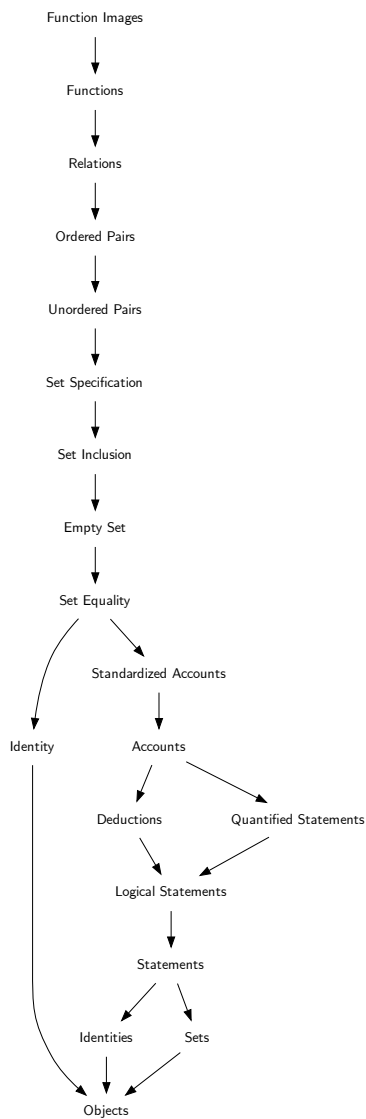 Function Images
Functions
Relations
Ordered Pairs
Unordered Pairs
Set Specification
Set Inclusion
Empty Set
Set Equality
Standardized Accounts
Identity
Accounts
Deductions
Quantified Statements
Logical Statements
Statements
Identities
Sets
Objects